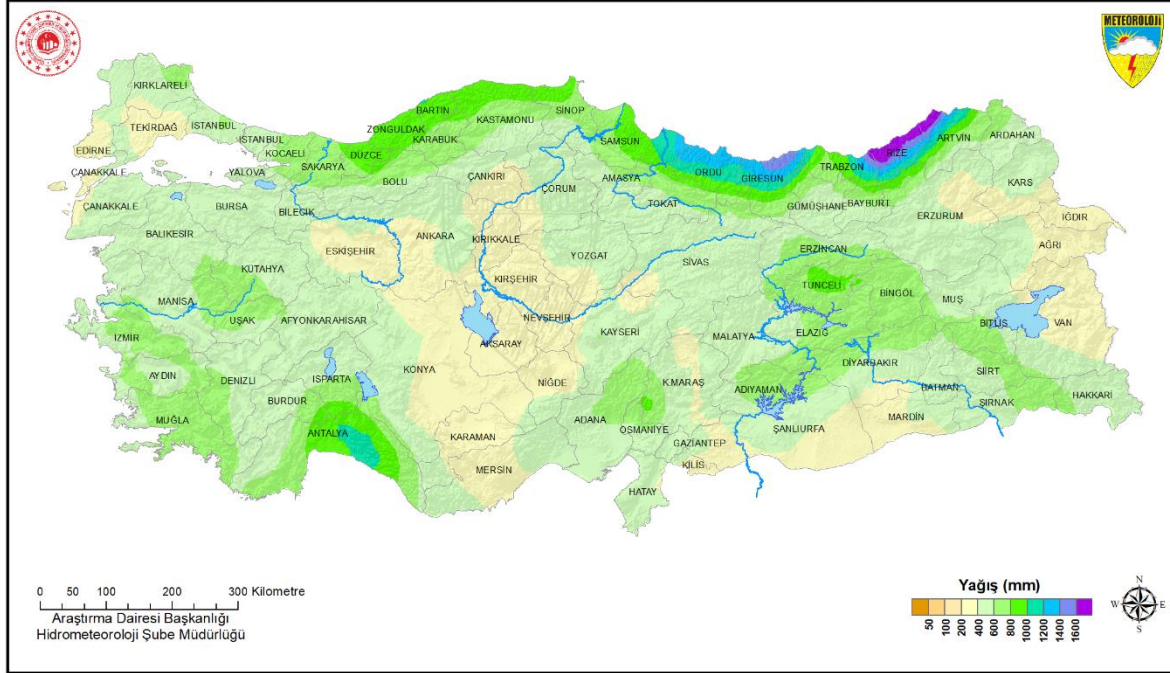 METEOROLOJİ
KIRKLARELİ
TEKİRDAĞ
İSTANBUL
EDİRNE
İSTANBUL
KOCAELİ
ÇANAKKALE
YALOVA
SAKARYA
DÜZCE
ZONGULDAK
BARTIN
KARABÜK
KASTAMONU
SİNOP
SAMSUN
ORDU
GİRESUN
TRABZON
RİZE
ARTVİN
ARDAHAN
ÇANAKKALE
BALIKESİR
BURSA
BİLECİK
BOLU
ÇANKIRI
ÇORUM
AMASYA
TOKAT
GÜMÜŞHANE
BAYBURT
ERZURUM
KARS
IĞDIR
AĞRI
ESKİŞEHİR
ANKARA
KIRIKKALE
YOZGAT
SİVAS
ERZİNCAN
KÜTAHYA
KIRŞEHİR
TUNCELİ
BİNGÖL
MUŞ
MANİSA
UŞAK
AFYONKARAHİSAR
NEVŞEHİR
KAYSERİ
MALATYA
ELAZIĞ
BİTLİS
VAN
İZMİR
AKSARAY
DİYARBAKIR
AYDIN
DENİZLİ
ISPARTA
KONYA
NİĞDE
K.MARAŞ
ADIYAMAN
BATMAN
SİİRT
ŞIRNAK
HAKKARİ
MUĞLA
BURDUR
ANTALYA
KARAMAN
MERSİN
ADANA
OSMANİYE
GAZİANTEP
KİLİS
ŞANLIURFA
MARDİN
HATAY
0 50 100 200 300 Kilometre
Araştırma Dairesi Başkanlığı
Hidrometeoroloji Şube Müdürlüğü
Yağış (mm)
50 100 200 400 600 800 1000 1200 1400 1600
N
W E
S